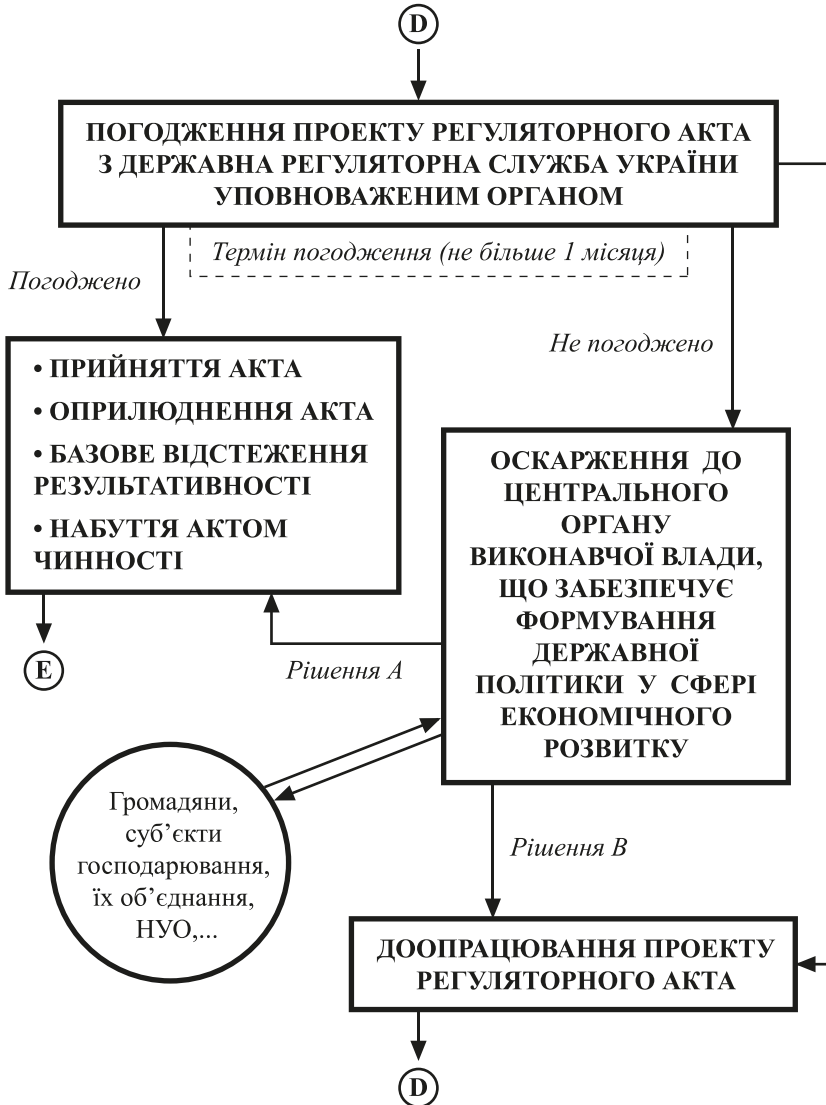 D
ПОГОДЖЕННЯ ПРОЕКТУ РЕГУЛЯТОРНОГО АКТА
З ДЕРЖАВНА РЕГУЛЯТОРНА СЛУЖБА УКРАЇНИ
УПОВНОВАЖЕНИМ ОРГАНОМ
Термін погодження (не більше 1 місяця)
Погоджено
Не погоджено
• ПРИЙНЯТТЯ АКТА
• ОПРИЛЮДНЕННЯ АКТА
• БАЗОВЕ ВІДСТЕЖЕННЯ
РЕЗУЛЬТАТИВНОСТІ
• НАБУТТЯ АКТОМ
ЧИННОСТІ
E
ОСКАРЖЕННЯ ДО
ЦЕНТРАЛЬНОГО
ОРГАНУ
ВИКОНАВЧОЇ ВЛАДИ,
ЩО ЗАБЕЗПЕЧУЄ
ФОРМУВАННЯ
ДЕРЖАВНОЇ
ПОЛІТИКИ У СФЕРІ
ЕКОНОМІЧНОГО
РОЗВИТКУ
Рішення А
Громадяни,
суб’єкти
господарювання,
їх об’єднання,
НУО,...
Рішення В
ДООПРАЦЮВАННЯ ПРОЕКТУ
РЕГУЛЯТОРНОГО АКТА
D